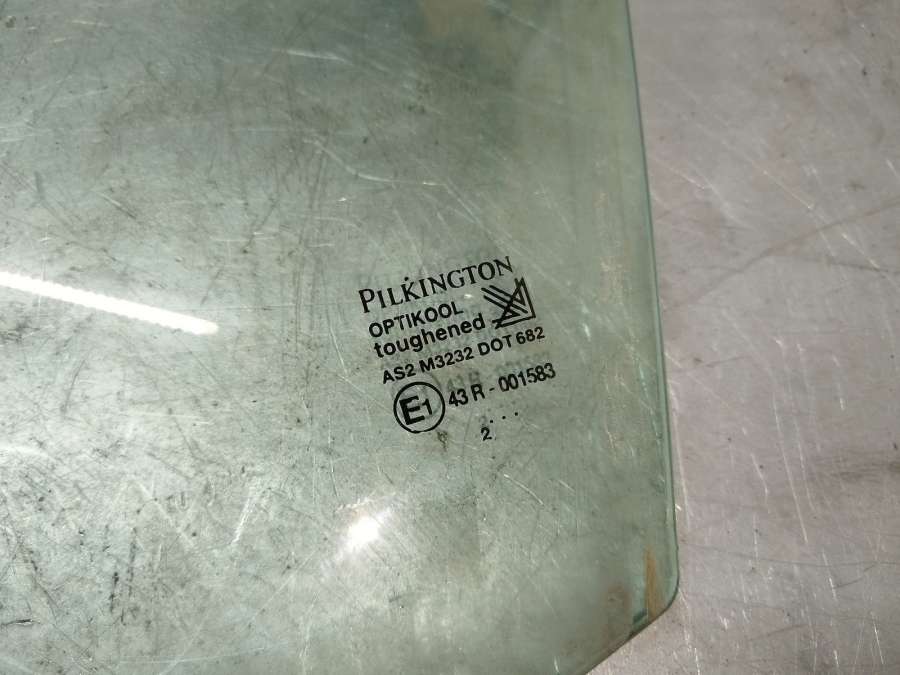 PILKINGTON
OPTIKOOL
toughened
AS2 M3232 DOT 682
E1 43 R - 001583
. . .
2